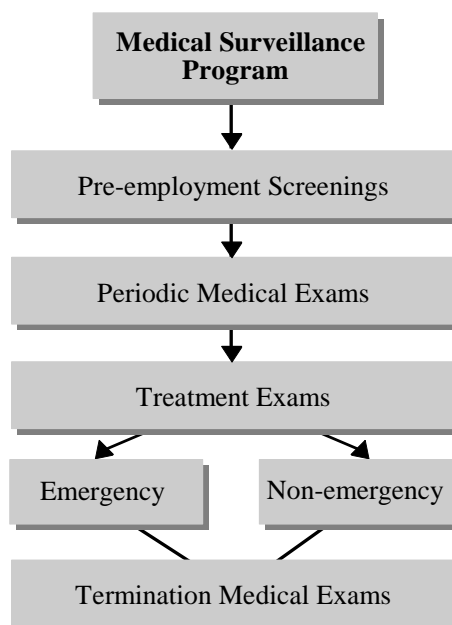 Medical Surveillance
Program
Pre-employment Screenings
Periodic Medical Exams
Treatment Exams
Emergency
Non-emergency
Termination Medical Exams